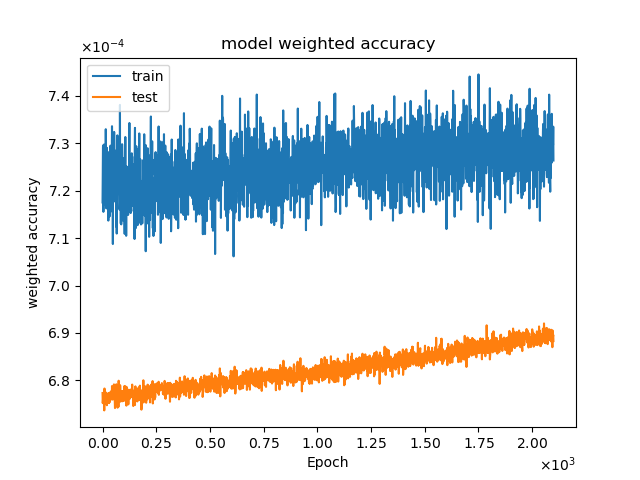 model weighted accuracy
×10⁻⁴
train
test
7.4
7.3
7.2
7.1
7.0
6.9
6.8
weighted accuracy
0.00 0.25 0.50 0.75 1.00 1.25 1.50 1.75 2.00
Epoch
×10³